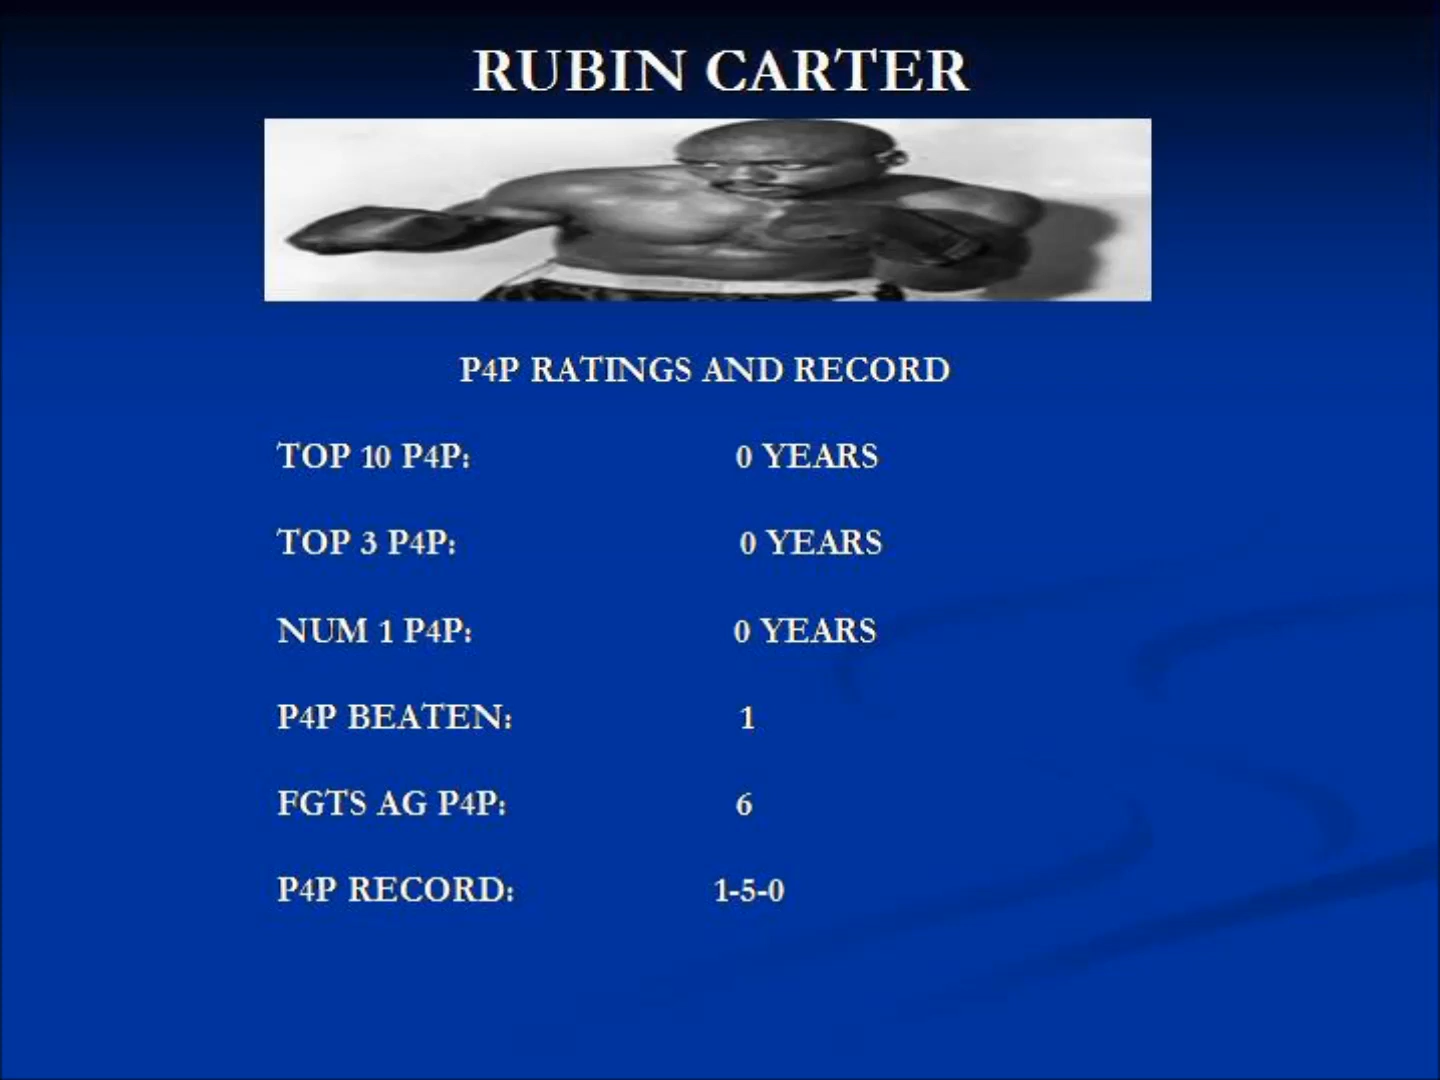 RUBIN CARTER
P4P RATINGS AND RECORD
TOP 10 P4P: 0 YEARS
TOP 3 P4P: 0 YEARS
NUM 1 P4P: 0 YEARS
P4P BEATEN: 1
FGTS AG P4P: 6
P4P RECORD: 1-5-0